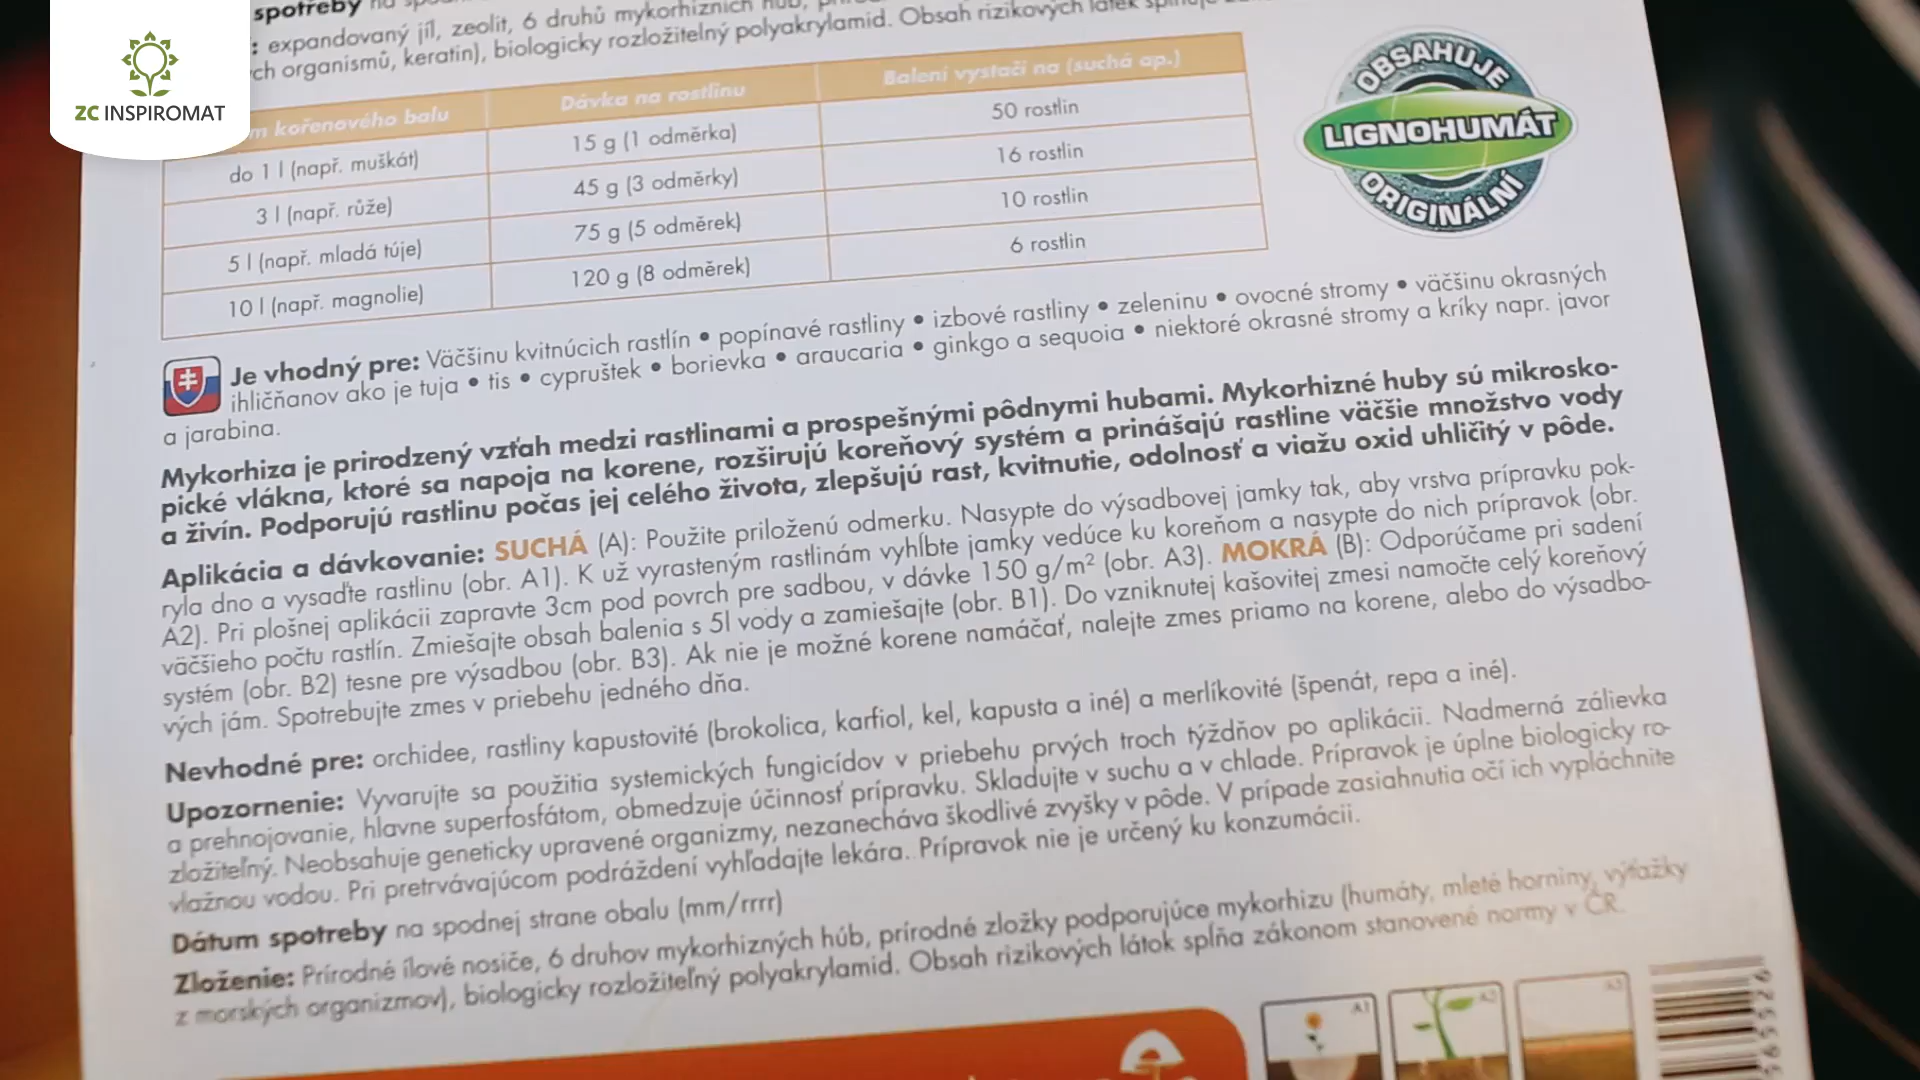 ZC INSPIROMAT
spotřeby na
: expandovaný jíl, zeolit, 6 druhů mykorhizních hub,
ch organismů, keratin), biologicky rozložitelný polyakrylamid. Obsah rizikových látek splňuje
m kořenového balu Dávka na rostlinu Balení vystačí na (suchá ap.)
do 1 l (např. muškát) 15 g (1 odměrka) 50 rostlin
3 l (např. růže) 45 g (3 odměrky) 16 rostlin
5 l (např. mladá túje) 75 g (5 odměrek) 10 rostlin
10 l (např. magnolie) 120 g (8 odměrek) 6 rostlin
OBSAHUJE
LIGNOHUMÁT
ORIGINÁLNÍ
Je vhodný pre: Väčšinu kvitnúcich rastlín • popínavé rastliny • izbové rastliny • zeleninu • ovocné stromy • väčšinu okrasných
ihličňanov ako je tuja • tis • cypruštek • borievka • araucaria • ginkgo a sequoia • niektoré okrasné stromy a kríky napr. javor
a jarabina.
Mykorhiza je prirodzený vzťah medzi rastlinami a prospešnými pôdnymi hubami. Mykorhizné huby sú mikrosko-
pické vlákna, ktoré sa napoja na korene, rozširujú koreňový systém a prinášajú rastline väčšie množstvo vody
a živín. Podporujú rastlinu počas jej celého života, zlepšujú rast, kvitnutie, odolnosť a viažu oxid uhličitý v pôde.
Aplikácia a dávkovanie: SUCHÁ (A): Použite priloženú odmerku. Nasypte do výsadbovej jamky tak, aby vrstva prípravku pok-
ryla dno a vysaďte rastlinu (obr. A1). K už vyrasteným rastlinám vyhĺbte jamky vedúce ku koreňom a nasypte do nich prípravok (obr.
A2). Pri plošnej aplikácii zapravte 3cm pod povrch pre sadbou, v dávke 150 g/m² (obr. A3). MOKRÁ (B): Odporúčame pri sadení
väčšieho počtu rastlín. Zmiešajte obsah balenia s 5l vody a zamiešajte (obr. B1). Do vzniknutej kašovitej zmesi namočte celý koreňový
systém (obr. B2) tesne pre výsadbou (obr. B3). Ak nie je možné korene namáčať, nalejte zmes priamo na korene, alebo do výsadbo-
vých jám. Spotrebujte zmes v priebehu jedného dňa.
Nevhodné pre: orchidee, rastliny kapustovité (brokolica, karfiol, kel, kapusta a iné) a merlíkovité (špenát, repa a iné).
Upozornenie: Vyvarujte sa použitia systemických fungicídov v priebehu prvých troch týždňov po aplikácii. Nadmerná zálievka
a prehnojovanie, hlavne superfosfátom, obmedzuje účinnosť prípravku. Skladujte v suchu a v chlade. Prípravok je úplne biologicky ro-
zložiteľný. Neobsahuje geneticky upravené organizmy, nezanecháva škodlivé zvyšky v pôde. V prípade zasiahnutia očí ich vypláchnite
vlažnou vodou. Pri pretrvávajúcom podráždení vyhľadajte lekára. Prípravok nie je určený ku konzumácii.
Dátum spotreby na spodnej strane obalu (mm/rrrr)
Zloženie: Prírodné ílové nosiče, 6 druhov mykorhizných húb, prírodné zložky podporujúce mykorhizu (humáty, mleté horniny, výťažky
z morských organizmov), biologicky rozložiteľný polyakrylamid. Obsah rizikových látok spĺňa zákonom stanovené normy v ČR.
A1 A2 A3